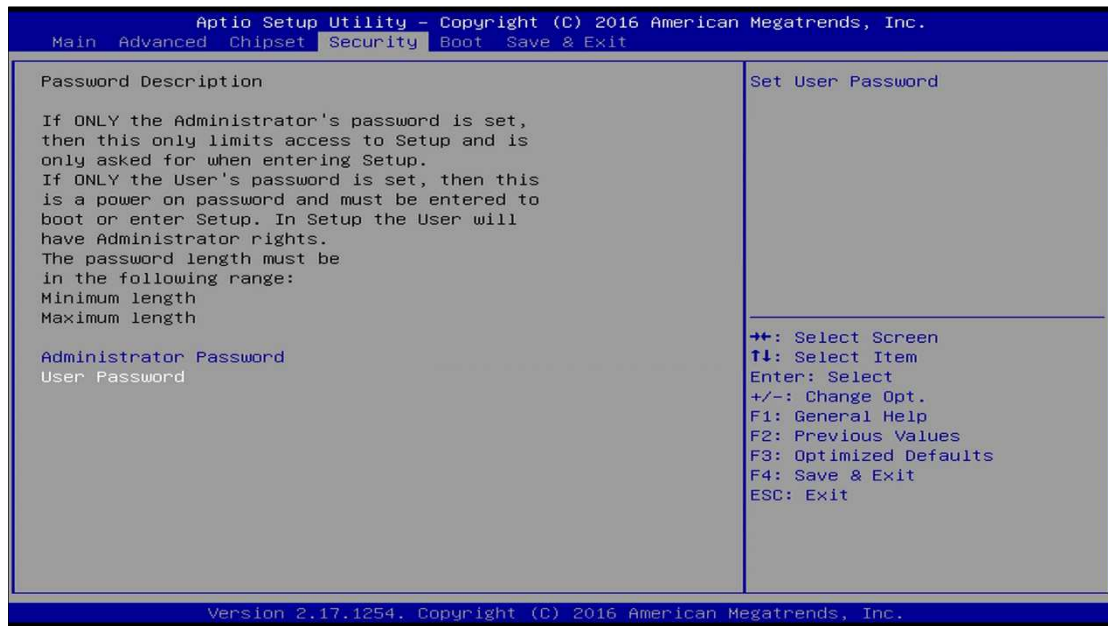 Aptio Setup Utility – Copyright (C) 2016 American Megatrends, Inc.
Main Advanced Chipset Security Boot Save & Exit
Password Description
If ONLY the Administrator's password is set,
then this only limits access to Setup and is
only asked for when entering Setup.
If ONLY the User's password is set, then this
is a power on password and must be entered to
boot or enter Setup. In Setup the User will
have Administrator rights.
The password length must be
in the following range:
Minimum length
Maximum length
Administrator Password
User Password
Set User Password
→←: Select Screen
↑↓: Select Item
Enter: Select
+/-: Change Opt.
F1: General Help
F2: Previous Values
F3: Optimized Defaults
F4: Save & Exit
ESC: Exit
Version 2.17.1254. Copyright (C) 2016 American Megatrends, Inc.